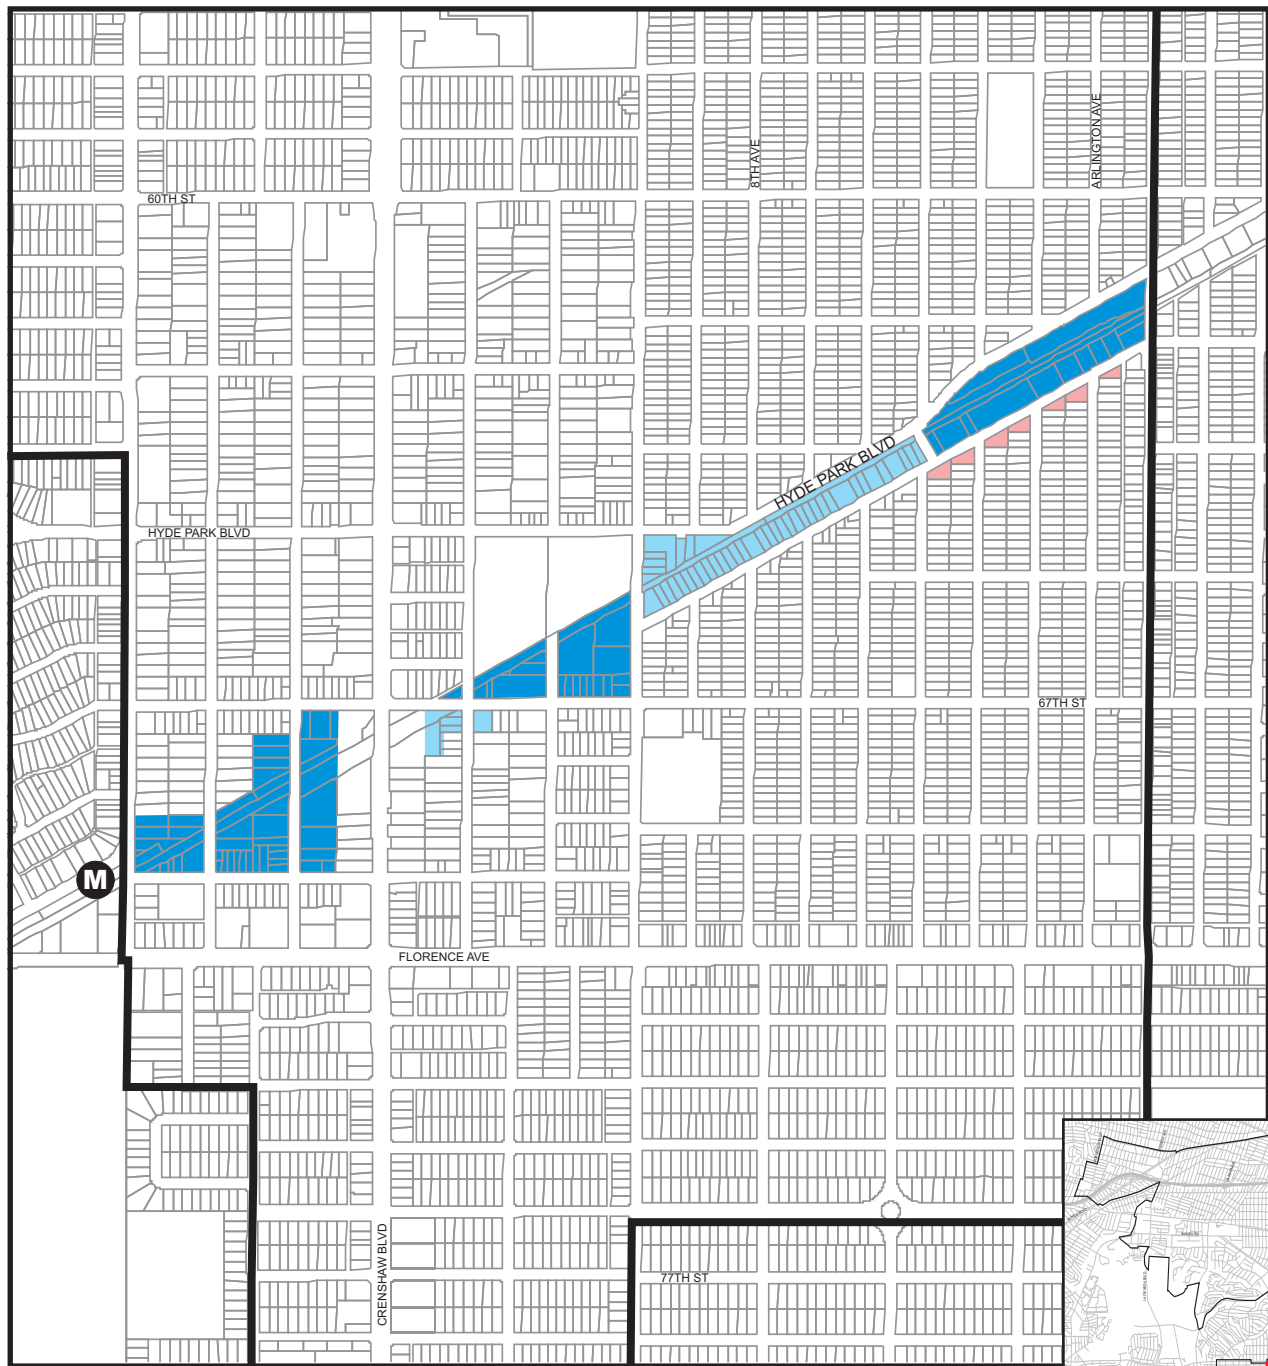 ARLINGTON AVE
8TH AVE
60TH ST
HYDE PARK BLVD
HYDE PARK BLVD
67TH ST
M
FLORENCE AVE
CRENSHAW BLVD
77TH ST